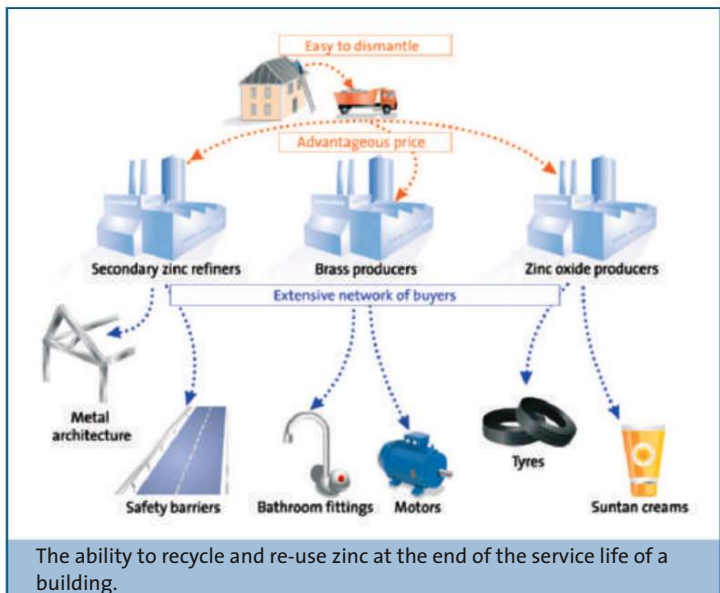 Easy to dismantle
Advantageous price
Secondary zinc refiners
Brass producers
Zinc oxide producers
Extensive network of buyers
Metal
architecture
Safety barriers
Bathroom fittings
Motors
Tyres
Suntan creams
The ability to recycle and re-use zinc at the end of the service life of a
building.